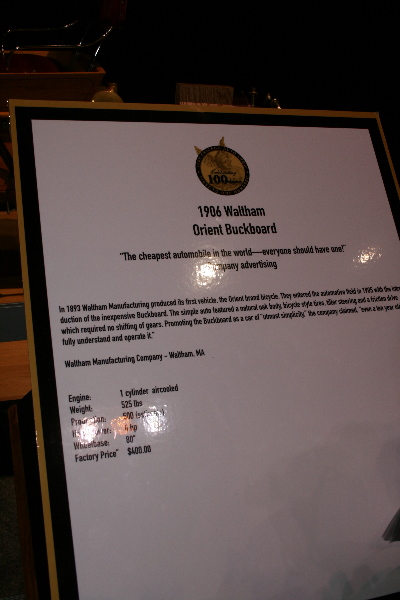 100
1906 Waltham
Orient Buckboard
"The cheapest automobile in the world—everyone should have one!"
company advertising
In 1893 Waltham Manufacturing produced its first vehicle, the Orient brand bicycle. They entered the automotive field in 1905 with the
duction of the inexpensive Buckboard. The simple auto featured a natural oak body, bicycle style tires, tiller steering and a friction drive
which required no shifting of gears. Promoting the Buckboard as a car of "utmost simplicity," the company claimed, "even a ten year
fully understand and operate it."
Waltham Manufacturing Company - Waltham, MA
Engine: 1 cylinder aircooled
Weight: 525 lbs
500
4 hp
Wheelbase: 80"
Factory Price" $400.00